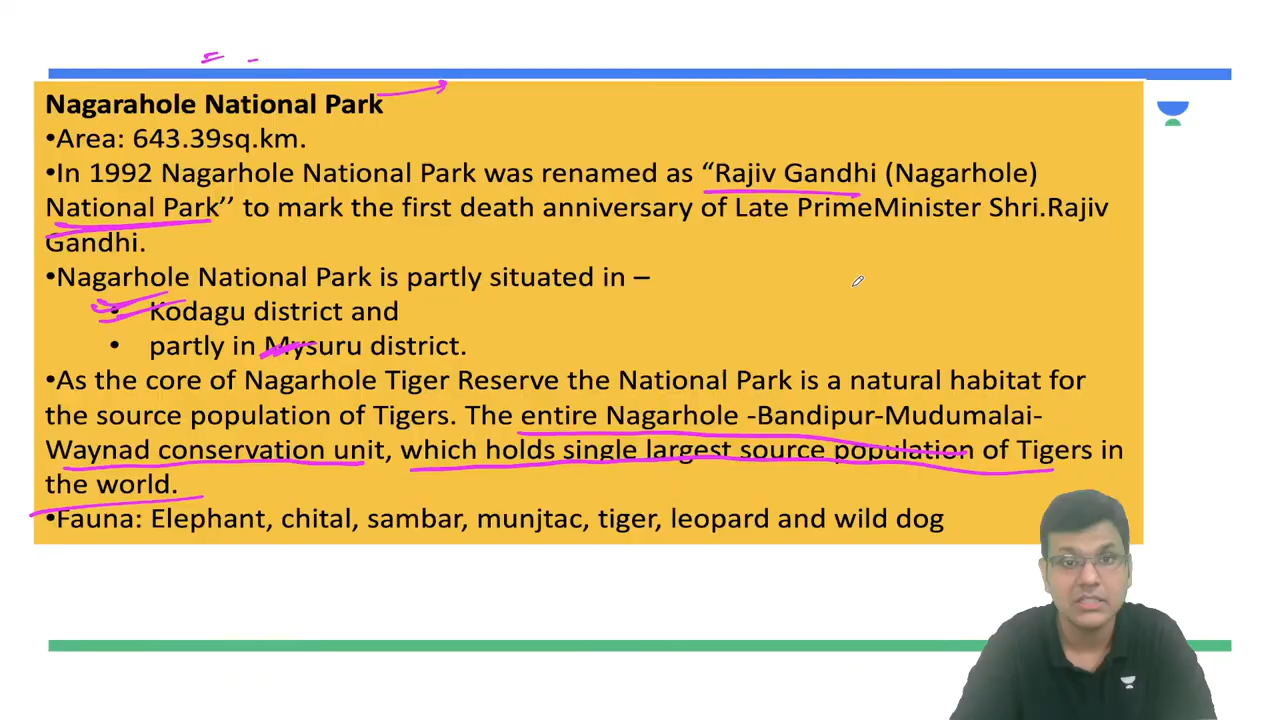 Nagarahole National Park
•Area: 643.39sq.km.
•In 1992 Nagarhole National Park was renamed as “Rajiv Gandhi (Nagarhole)
National Park’’ to mark the first death anniversary of Late PrimeMinister Shri.Rajiv
Gandhi.
•Nagarhole National Park is partly situated in –
• Kodagu district and
• partly in Mysuru district.
•As the core of Nagarhole Tiger Reserve the National Park is a natural habitat for
the source population of Tigers. The entire Nagarhole -Bandipur-Mudumalai-
Waynad conservation unit, which holds single largest source population of Tigers in
the world.
•Fauna: Elephant, chital, sambar, munjtac, tiger, leopard and wild dog